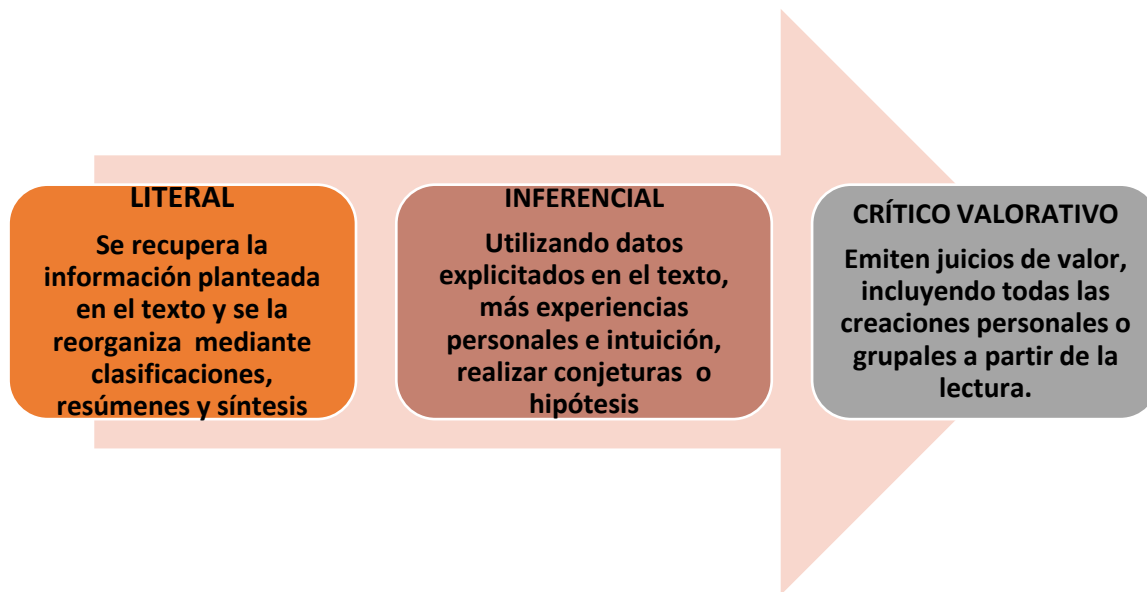 LITERAL
Se recupera la
información planteada
en el texto y se la
reorganiza mediante
clasificaciones,
resúmenes y síntesis
INFERENCIAL
Utilizando datos
explicitados en el texto,
más experiencias
personales e intuición,
realizar conjeturas o
hipótesis
CRÍTICO VALORATIVO
Emiten juicios de valor,
incluyendo todas las
creaciones personales o
grupales a partir de la
lectura.